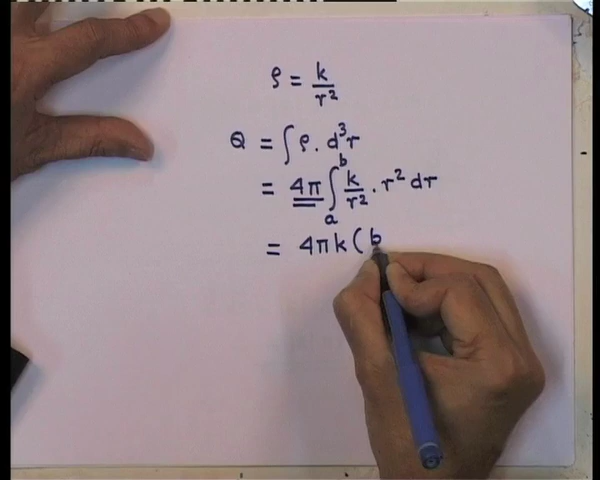 ρ = k/r²
Q = ∫ρ. d³r
= 4π ∫ₐᵇ k/r² . r² dr
= 4πk(b